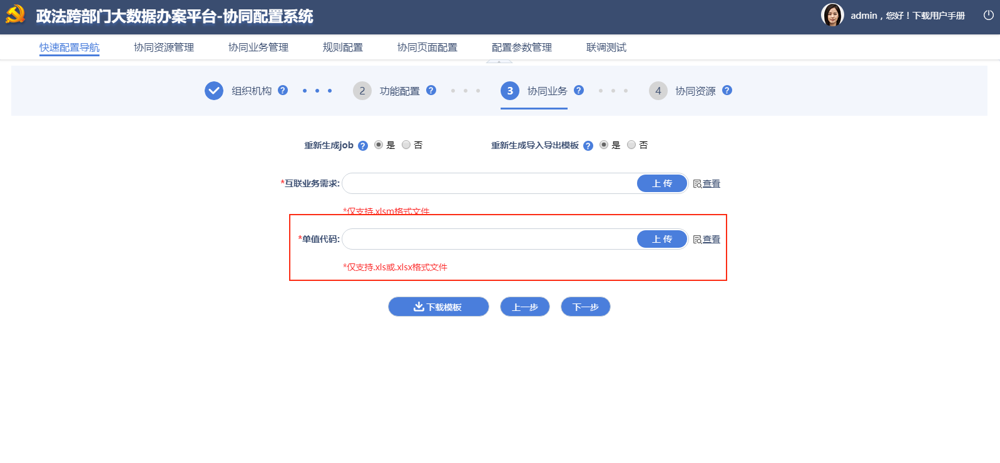 政法跨部门大数据办案平台-协同配置系统
admin，您好！下载用户手册
快速配置导航 协同资源管理 协同业务管理 规则配置 协同页面配置 配置参数管理 联调测试
组织机构 ? 2 功能配置 ? 3 协同业务 ? 4 协同资源 ?
重新生成job ? 是 否 重新生成导入导出模板 ? 是 否
*互联业务需求: 上 传 查看
*仅支持.xlsm格式文件
*单值代码: 上 传 查看
*仅支持.xls或.xlsx格式文件
下载模板 上一步 下一步